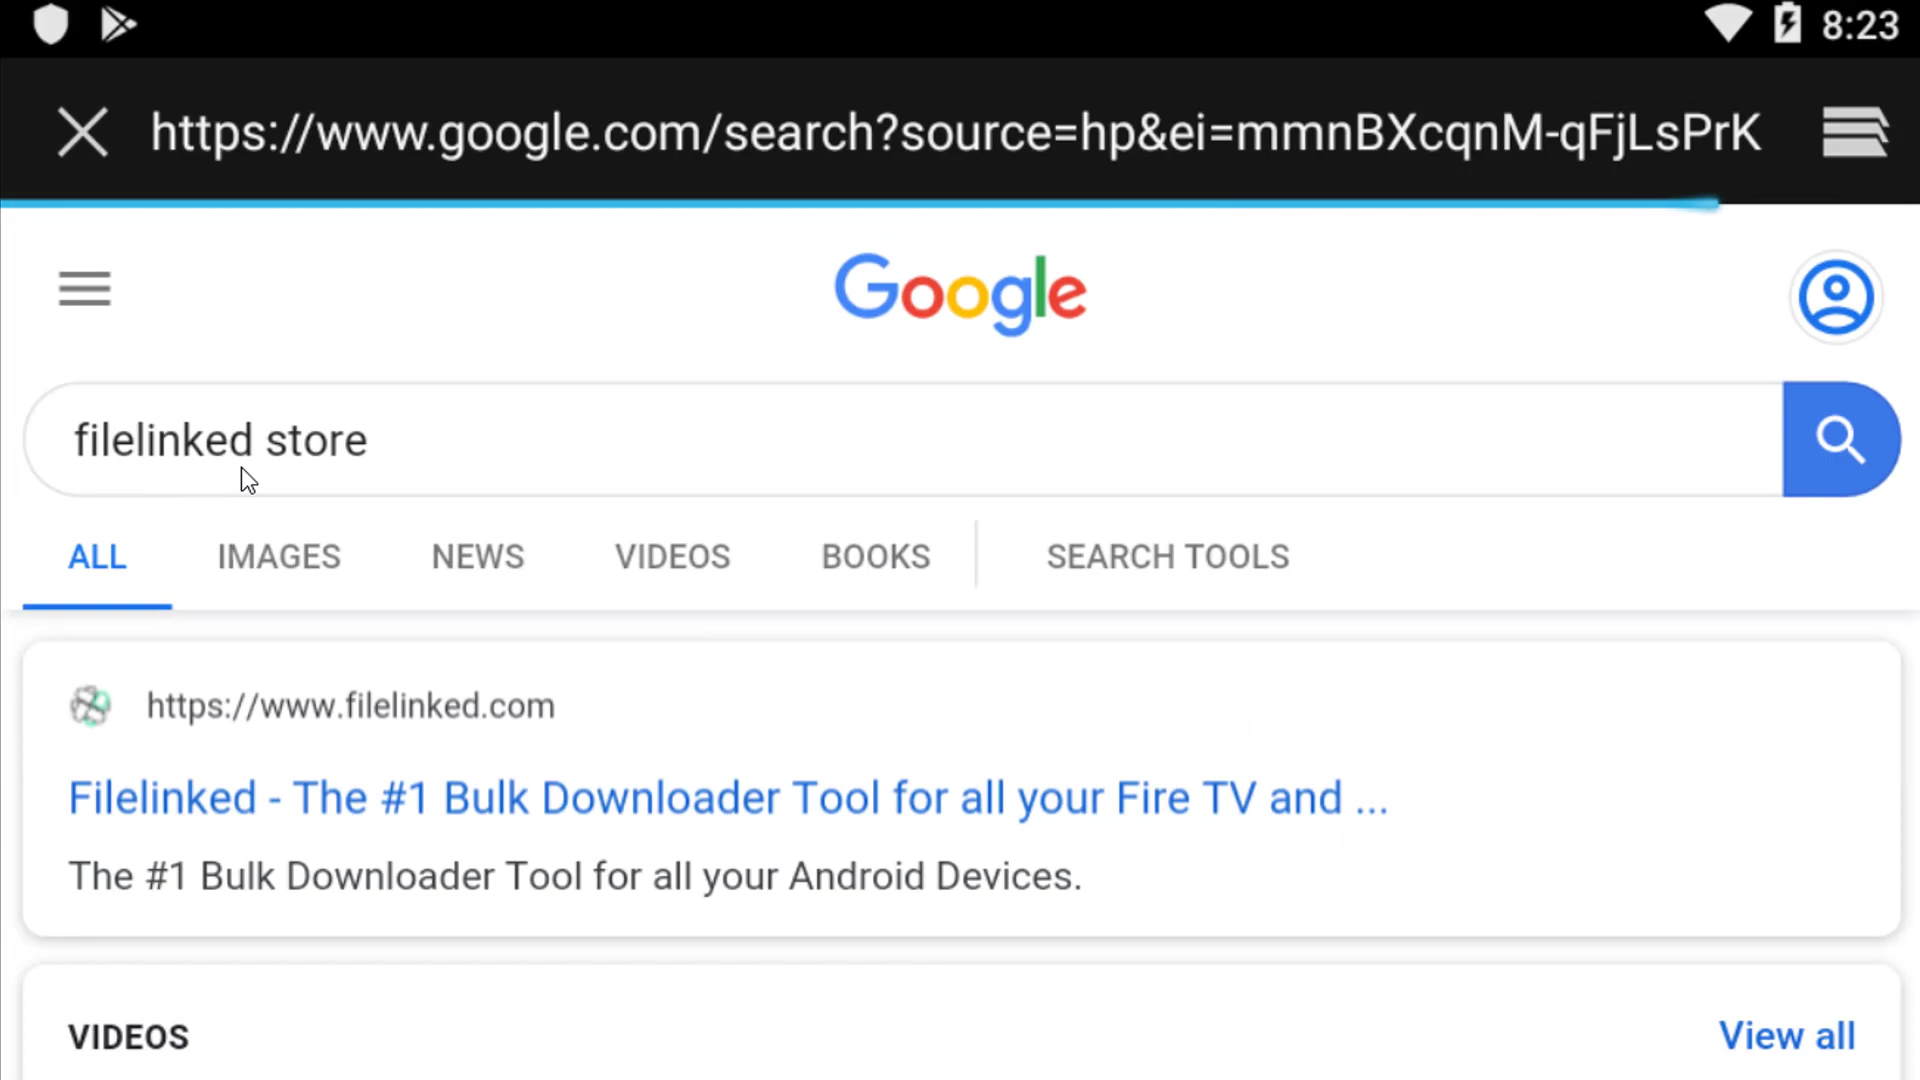 8:23
https://www.google.com/search?source=hp&ei=mmnBXcqnM-qFjLsPrK
Google
filelinked store
ALL IMAGES NEWS VIDEOS BOOKS SEARCH TOOLS
https://www.filelinked.com
Filelinked - The #1 Bulk Downloader Tool for all your Fire TV and ...
The #1 Bulk Downloader Tool for all your Android Devices.
VIDEOS View all